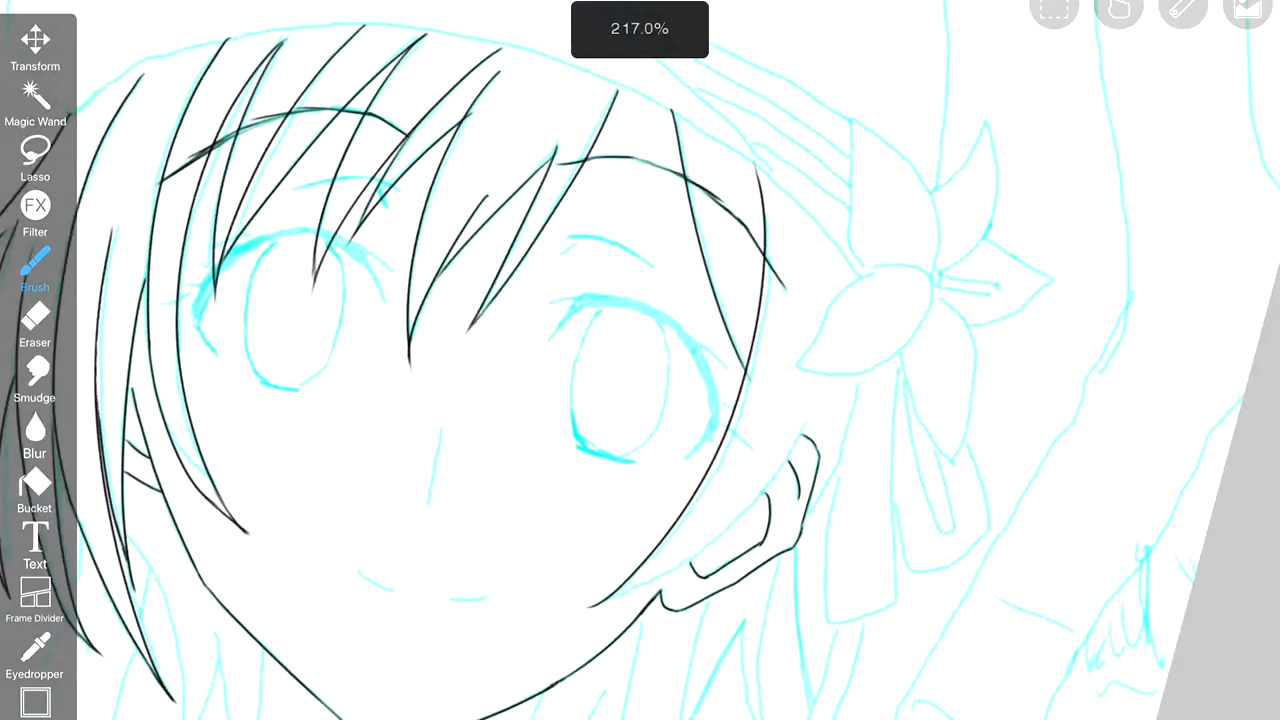 217.0%
Transform
Magic Wand
Lasso
FX
Filter
Brush
Eraser
Smudge
Blur
Bucket
T
Text
Frame Divider
Eyedropper